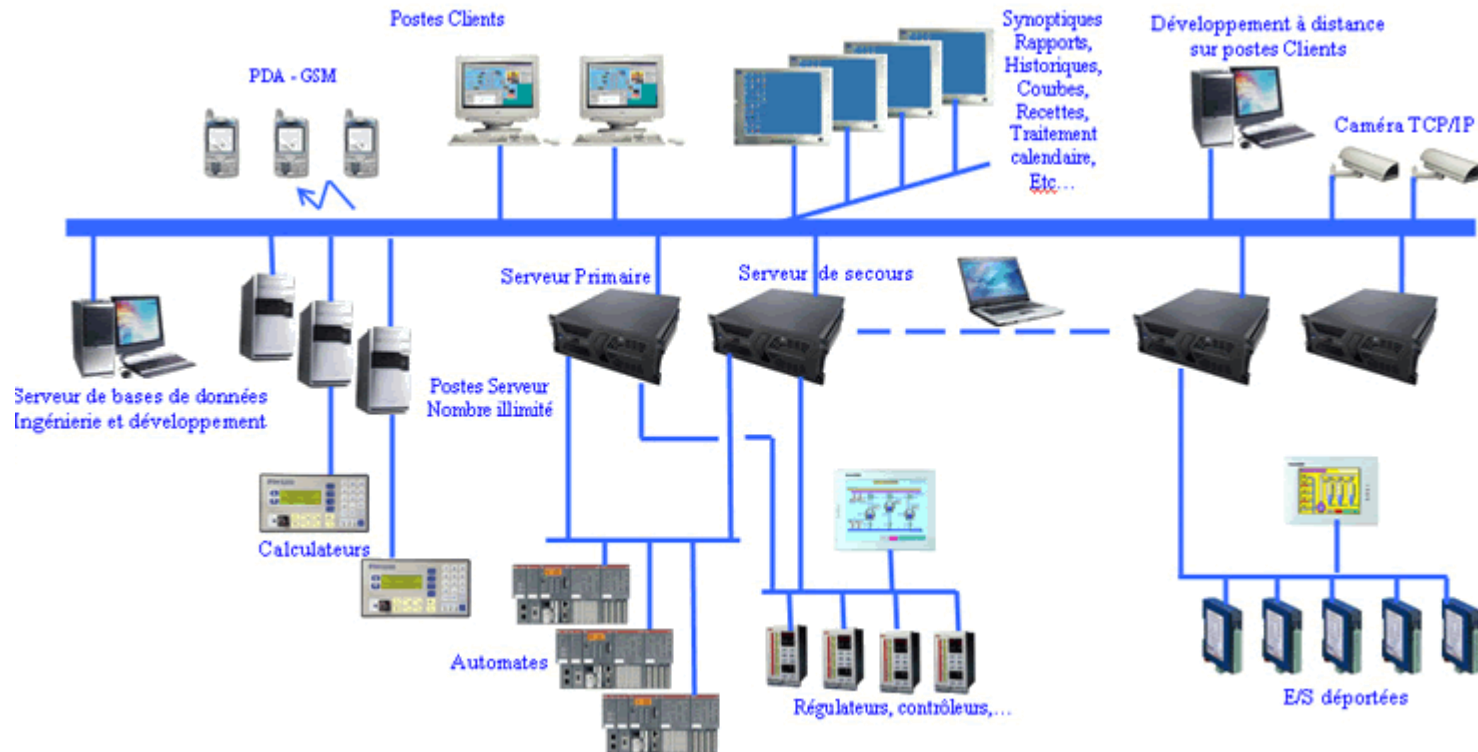 Postes Clients
PDA - GSM
Synoptiques
Rapports,
Historiques,
Courbes,
Recettes,
Traitement
calendaire,
Etc...
Développement à distance
sur postes Clients
Caméra TCP/IP
Serveur Primaire
Serveur de secours
Serveur de bases de données
Ingénierie et développement
Postes Serveur
Nombre illimité
Calculateurs
Automates
Régulateurs, contrôleurs,...
E/S déportées